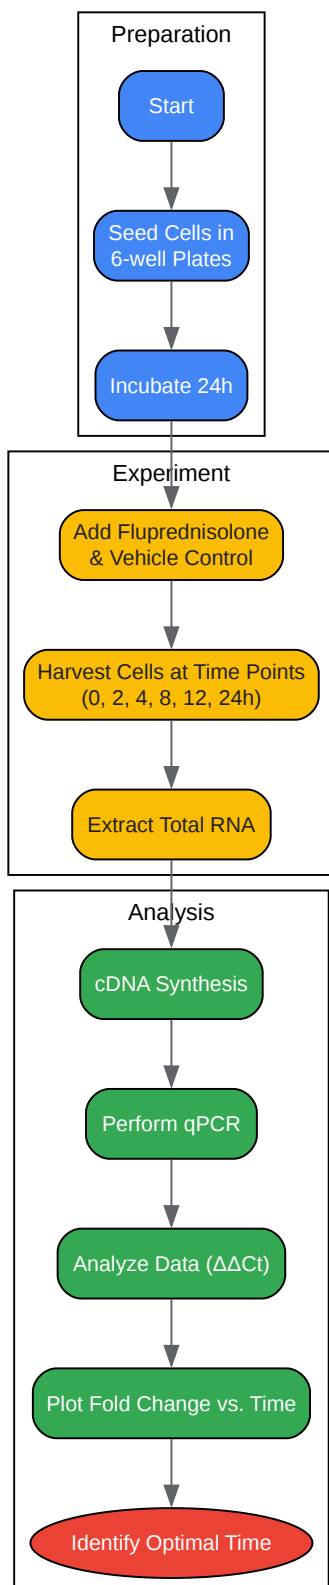 Preparation
Start
Seed Cells in
6-well Plates
Incubate 24h
Experiment
Add Fluprednisolone
& Vehicle Control
Harvest Cells at Time Points
(0, 2, 4, 8, 12, 24h)
Extract Total RNA
Analysis
cDNA Synthesis
Perform qPCR
Analyze Data (ΔΔCt)
Plot Fold Change vs. Time
Identify Optimal Time